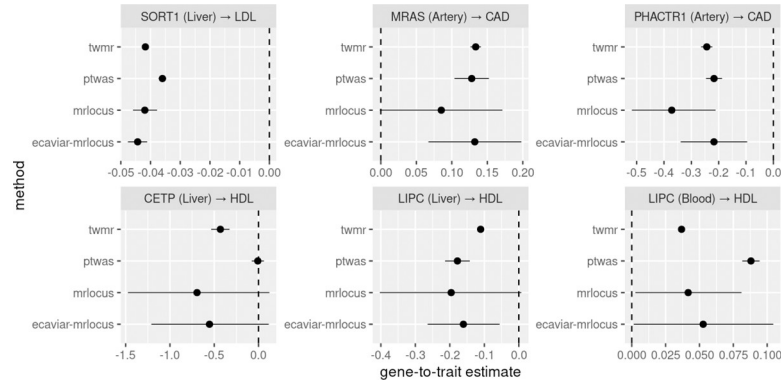 SORT1 (Liver) → LDL
MRAS (Artery) → CAD
PHACTR1 (Artery) → CAD
twmr
ptwas
mrlocus
ecaviar-mrlocus
twmr
ptwas
mrlocus
ecaviar-mrlocus
twmr
ptwas
mrlocus
ecaviar-mrlocus
-0.05 -0.04 -0.03 -0.02 -0.01 0.00
0.00 0.05 0.10 0.15 0.20
-0.5 -0.4 -0.3 -0.2 -0.1 0.0
method
CETP (Liver) → HDL
LIPC (Liver) → HDL
LIPC (Blood) → HDL
twmr
ptwas
mrlocus
ecaviar-mrlocus
twmr
ptwas
mrlocus
ecaviar-mrlocus
twmr
ptwas
mrlocus
ecaviar-mrlocus
-1.5 -1.0 -0.5 0.0
-0.4 -0.3 -0.2 -0.1 0.0
0.000 0.025 0.050 0.075 0.100
gene-to-trait estimate